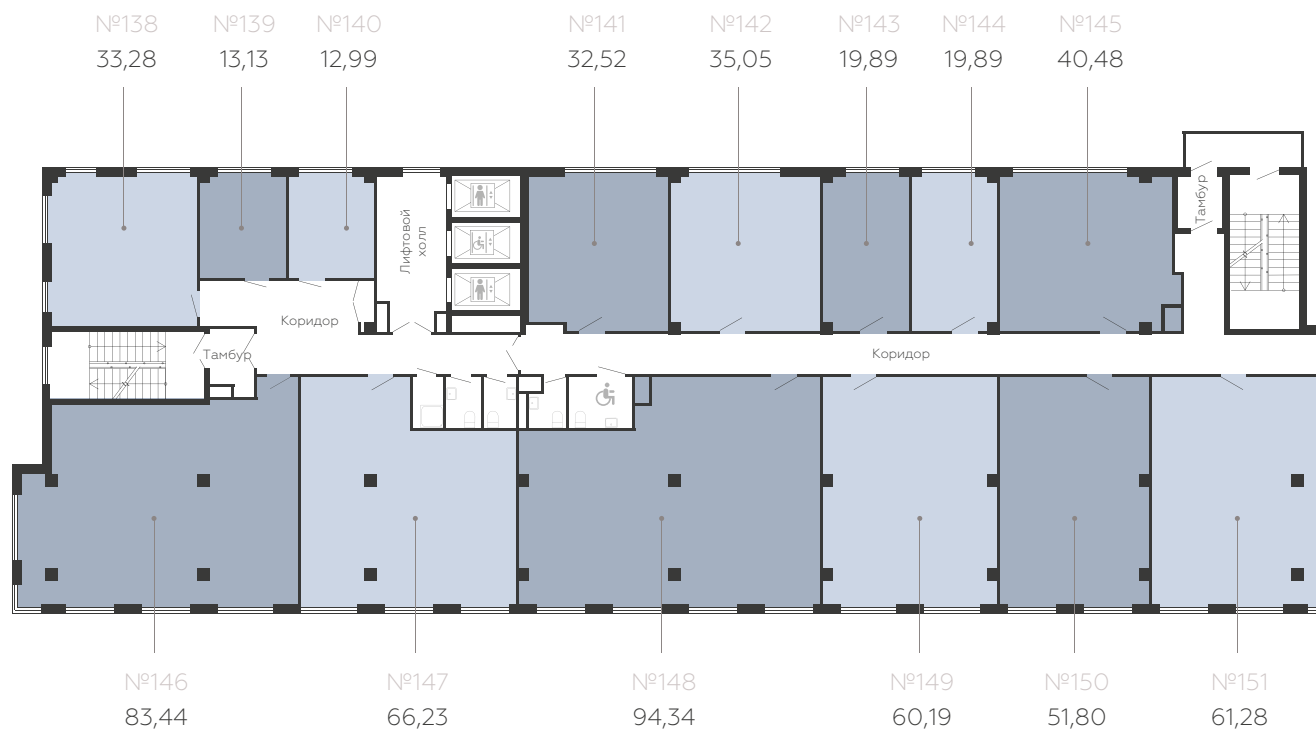 №138 №139 №140 №141 №142 №143 №144 №145
33,28 13,13 12,99 32,52 35,05 19,89 19,89 40,48
Тамбур
Лифтовой
холл
Коридор
Тамбур
Коридор
№146 №147 №148 №149 №150 №151
83,44 66,23 94,34 60,19 51,80 61,28